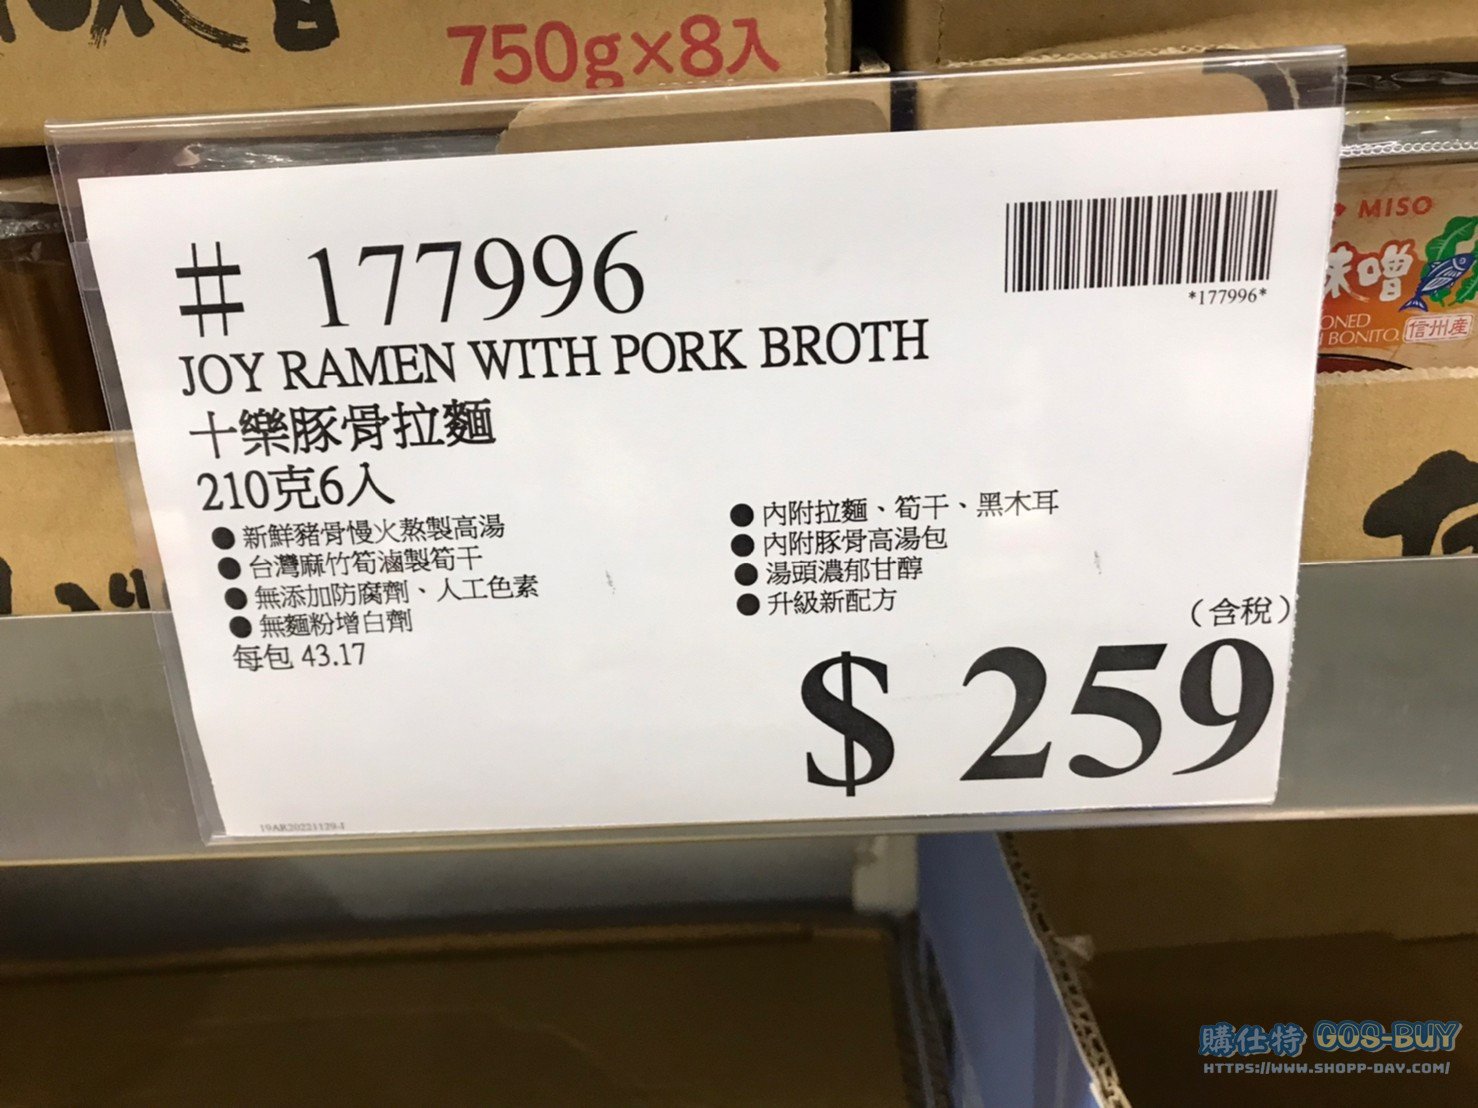 750g×8入
# 177996
*177996*
JOY RAMEN WITH PORK BROTH
十樂豚骨拉麵
210克6入
●新鮮豬骨慢火熬製高湯
●台灣麻竹筍滷製筍干
●無添加防腐劑、人工色素
●無麵粉增白劑
每包 43.17
●內附拉麵、筍干、黑木耳
●內附豚骨高湯包
●湯頭濃郁甘醇
●升級新配方
(含稅)
$ 259
MISO
味噌
BONITO
信州産
購仕特 GOS-BUY
HTTPS://WWW.SHOPP-DAY.COM/